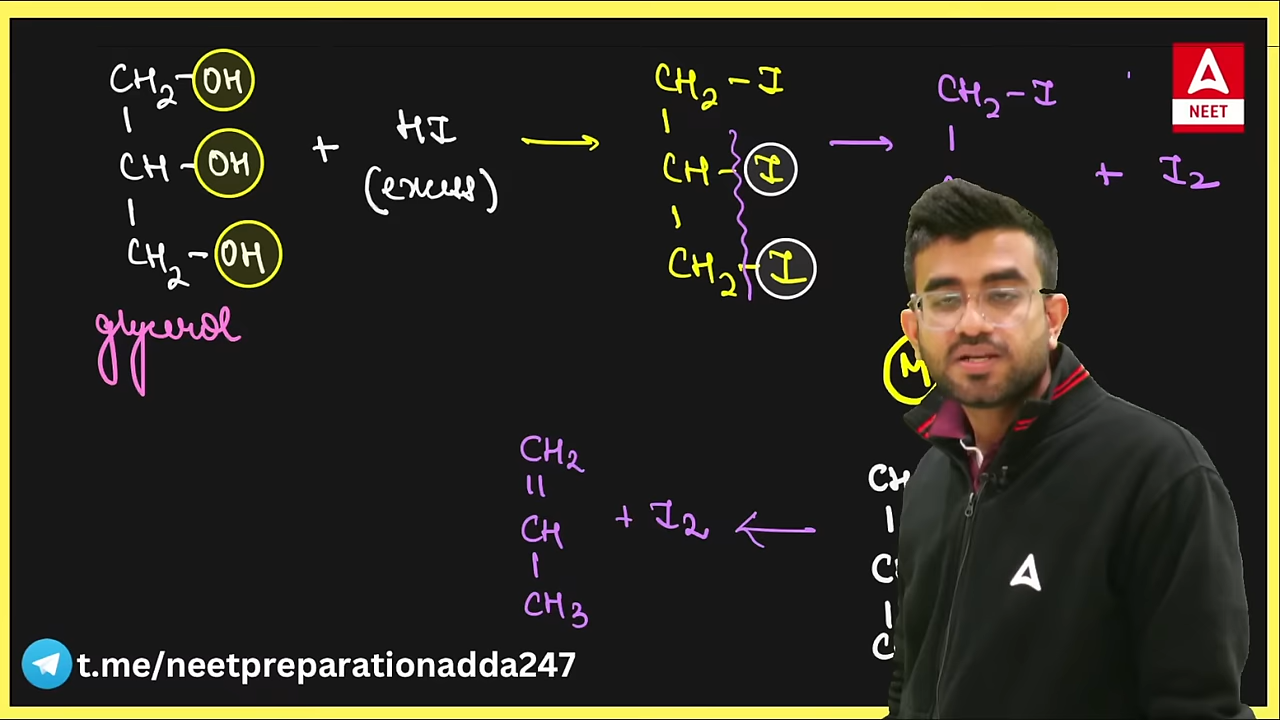 CH2-OH
CH-OH
CH2-OH
glycerol
+
HI
(excess)
CH2-I
CH-I
CH2-I
CH2-I
+ I2
M
CH2
CH
CH3
+ I2
CH
NEET
t.me/neetpreparationadda247